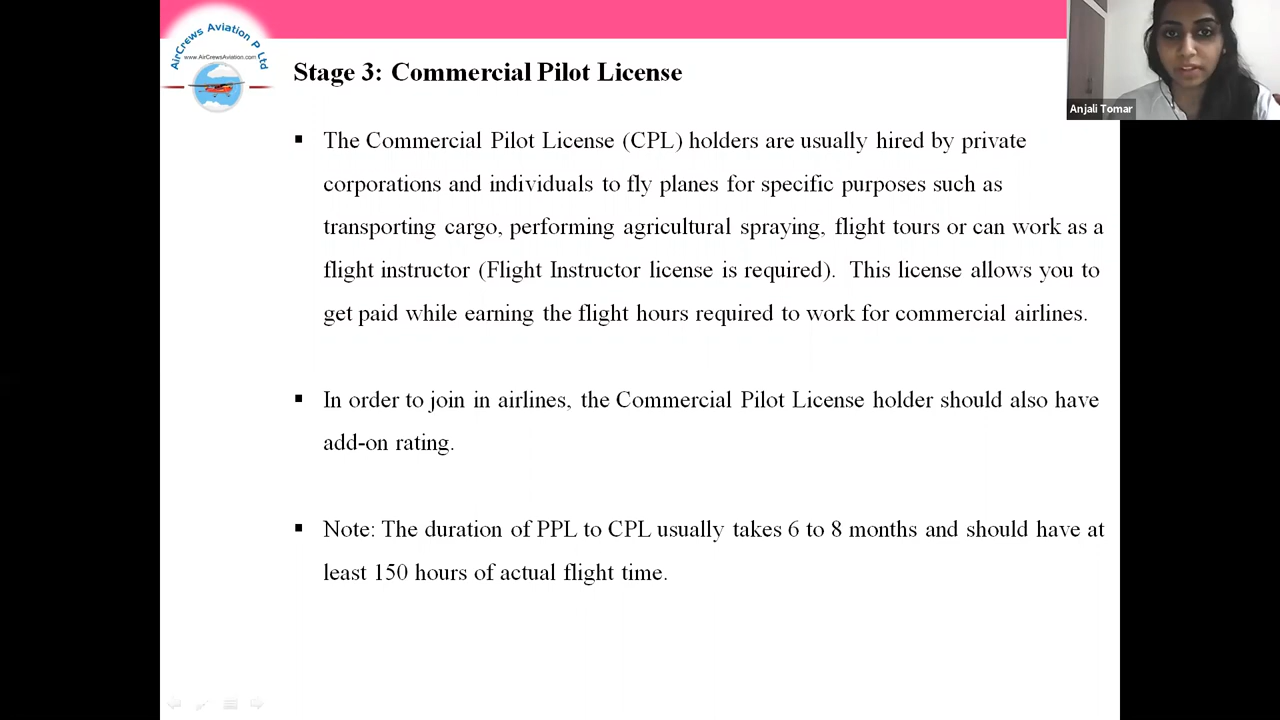 AirCrews Aviation P Ltd
www.AirCrewsAviation.com
Stage 3: Commercial Pilot License
Anjali Tomar
▪ The Commercial Pilot License (CPL) holders are usually hired by private
corporations and individuals to fly planes for specific purposes such as
transporting cargo, performing agricultural spraying, flight tours or can work as a
flight instructor (Flight Instructor license is required). This license allows you to
get paid while earning the flight hours required to work for commercial airlines.
▪ In order to join in airlines, the Commercial Pilot License holder should also have
add-on rating.
▪ Note: The duration of PPL to CPL usually takes 6 to 8 months and should have at
least 150 hours of actual flight time.